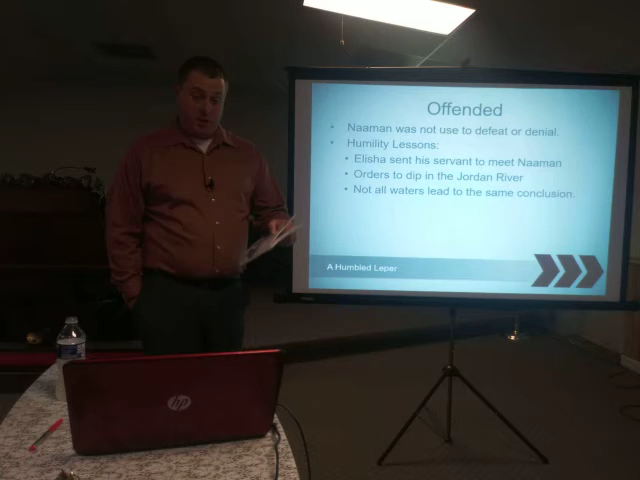 Offended
• Naaman was not use to defeat or denial.
• Humility Lessons:
• Elisha sent his servant to meet Naaman
• Orders to dip in the Jordan River
• Not all waters lead to the same conclusion.
A Humbled Leper
hp